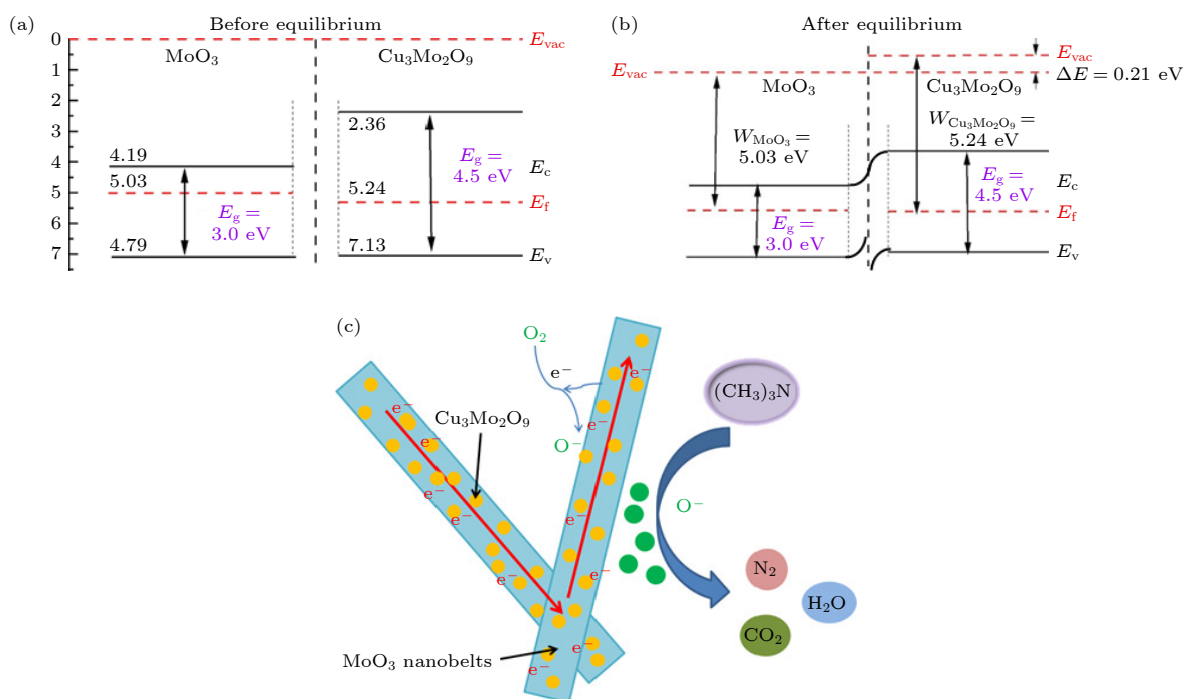 (a)
Before equilibrium
0
1
2
3
4
5
6
7
E_vac
MoO₃
Cu₃Mo₂O₉
4.19
5.03
E_g =
3.0 eV
4.79
2.36
E_g =
4.5 eV
5.24
7.13
E_c
E_f
E_v
(b)
After equilibrium
E_vac
E_vac
ΔE = 0.21 eV
MoO₃
Cu₃Mo₂O₉
W_MoO₃ =
5.03 eV
W_Cu₃Mo₂O₉ =
5.24 eV
E_g =
3.0 eV
E_g =
4.5 eV
E_c
E_f
E_v
(c)
O₂
e⁻
O⁻
Cu₃Mo₂O₉
e⁻
e⁻
e⁻
e⁻
e⁻
e⁻
e⁻
e⁻
e⁻
e⁻
e⁻
MoO₃ nanobelts
(CH₃)₃N
O⁻
N₂
H₂O
CO₂